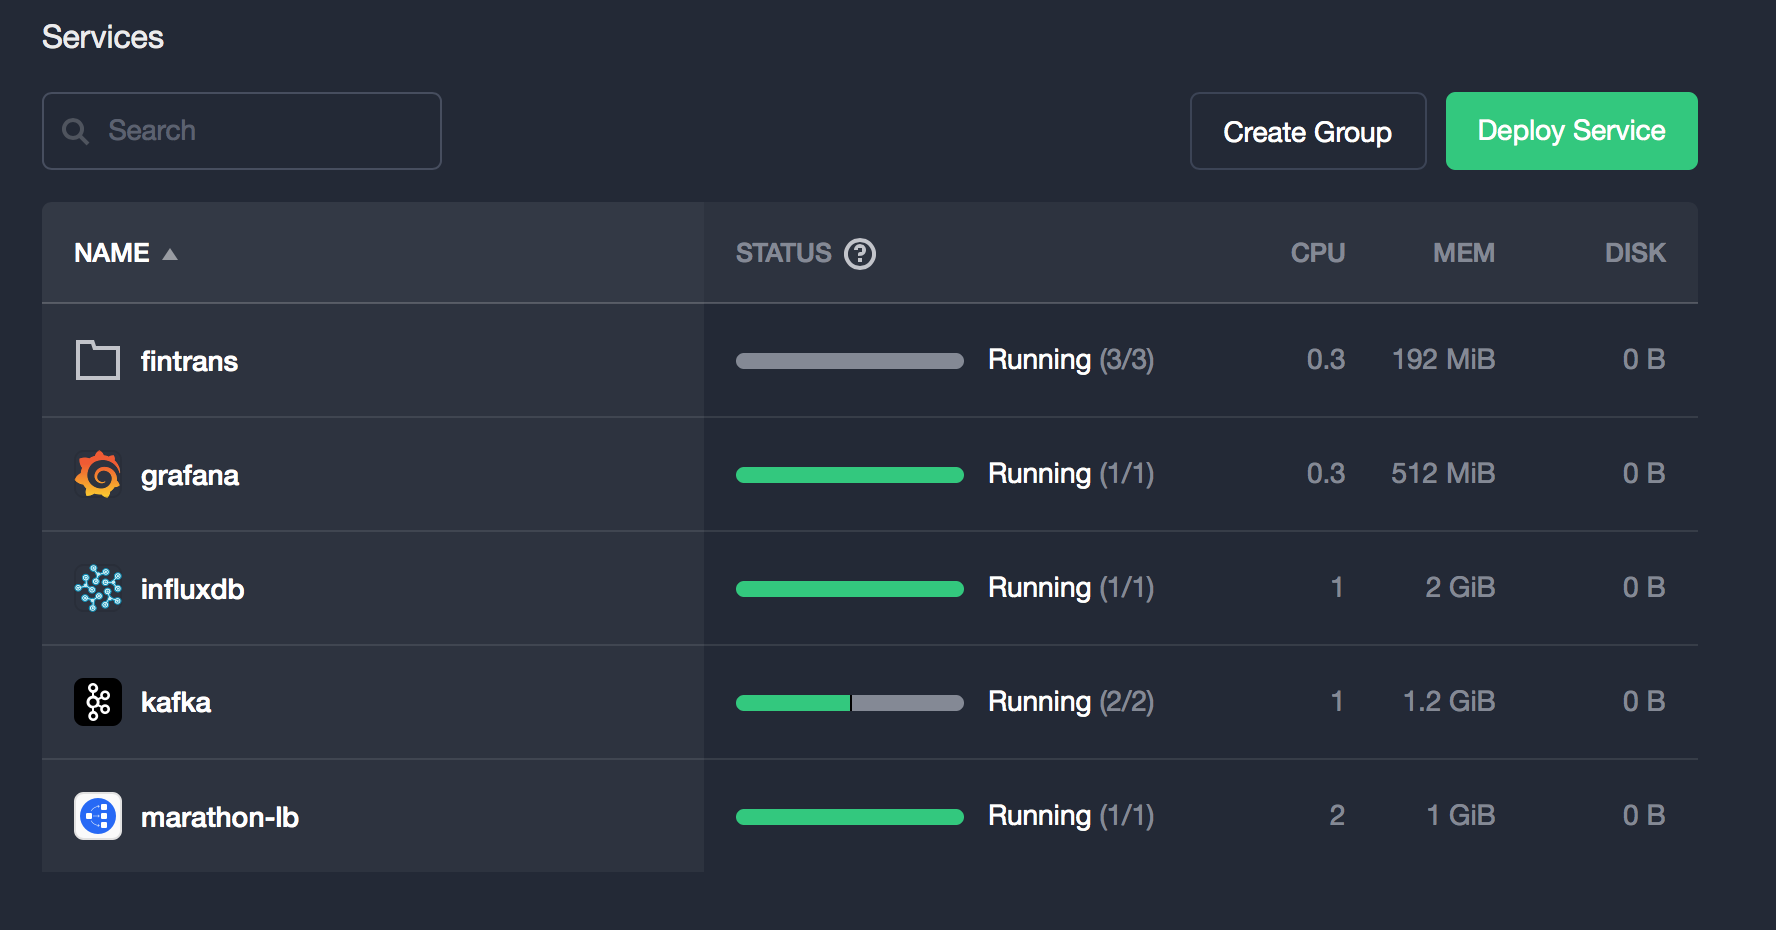 Services
Search
Create Group
Deploy Service
NAME STATUS ? CPU MEM DISK
fintrans Running (3/3) 0.3 192 MiB 0 B
grafana Running (1/1) 0.3 512 MiB 0 B
influxdb Running (1/1) 1 2 GiB 0 B
kafka Running (2/2) 1 1.2 GiB 0 B
marathon-lb Running (1/1) 2 1 GiB 0 B